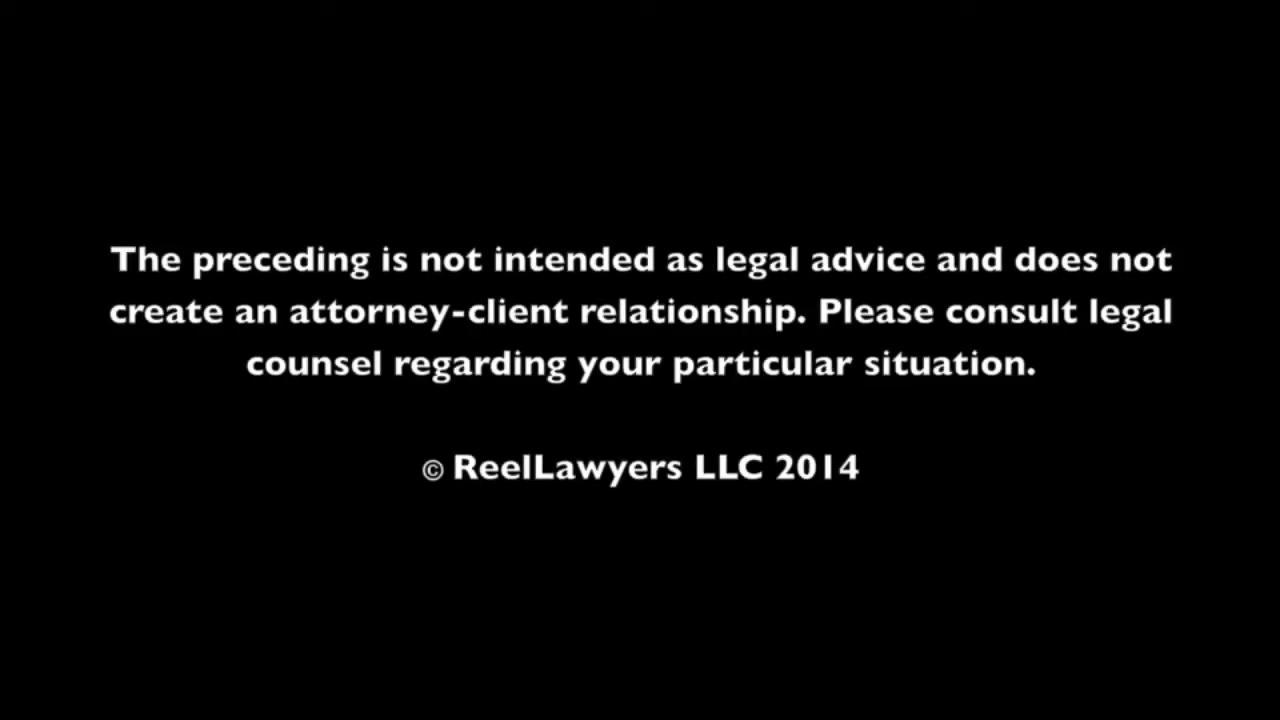 The preceding is not intended as legal advice and does not
create an attorney-client relationship. Please consult legal
counsel regarding your particular situation.
© ReelLawyers LLC 2014